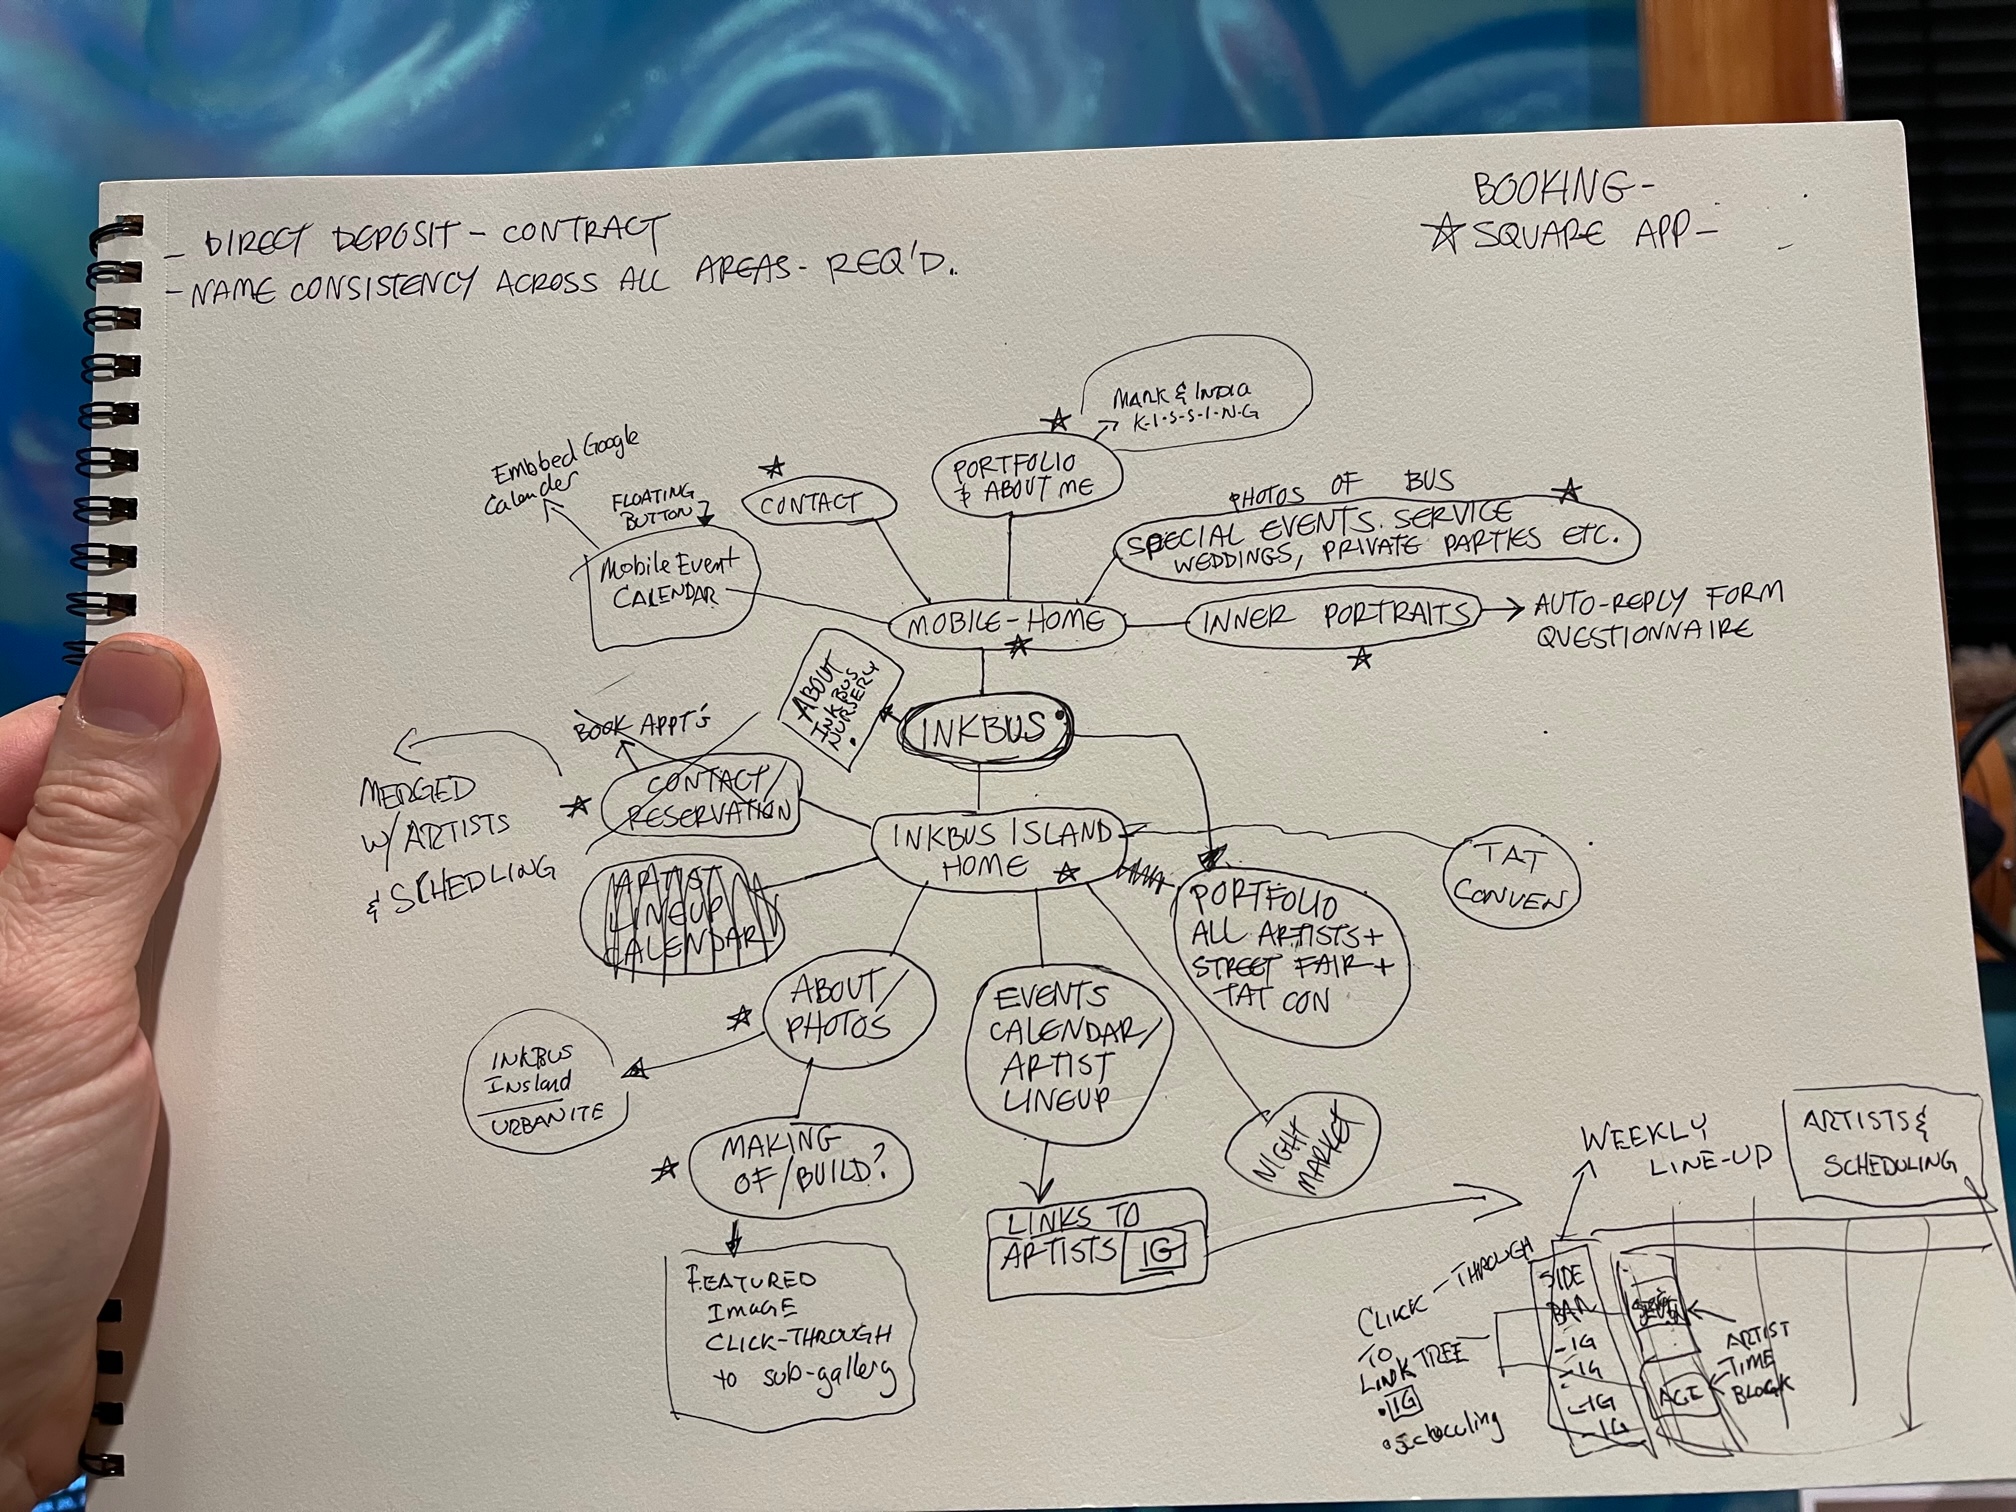 - DIRECT DEPOSIT - CONTRACT
- NAME CONSISTENCY ACROSS ALL AREAS - REQ'D.
BOOKING -
☆ SQUARE APP -
MARK & INDIA
K-I-S-S-I-N-G
PORTFOLIO
& ABOUT ME
Embbed Google
Calender
FLOATING
BUTTON
CONTACT
Mobile Event
CALENDAR
PHOTOS OF BUS
SPECIAL EVENTS. SERVICE
WEDDINGS, PRIVATE PARTIES ETC.
MOBILE-HOME
INNER PORTRAITS
AUTO-REPLY FORM
QUESTIONNAIRE
ABOUT
INKBUS
NURSERY
INKBUS
BOOK APPT'S
CONTACT/
RESERVATION
MERGED
W/ ARTISTS
& SCHEDLING
INKBUS ISLAND
HOME
TAT
CONVEN
ARTIST
LINEUP
CALENDAR
PORTFOLIO
ALL ARTISTS +
STREET FAIR +
TAT CON
ABOUT/
PHOTOS
EVENTS
CALENDAR/
ARTIST
LINEUP
INKBUS
Insland
URBANITE
MAKING
OF/BUILD?
NIGHT
MARKET
LINKS TO
ARTISTS IG
FEATURED
IMAGE
CLICK-THROUGH
to sub-gallery
WEEKLY
LINE-UP
ARTISTS &
SCHEDULING
CLICK-THROUGH
TO
LINK TREE
• IG
• Scheduling
SIDE
BAR
- IG
- IG
- IG
- IG
ACE
ARTIST
TIME
BLOCK